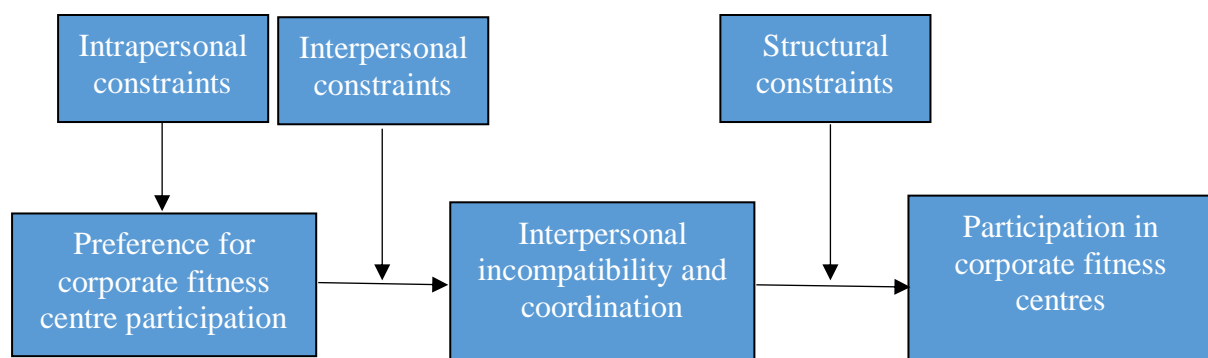 Intrapersonal
constraints
Interpersonal
constraints
Structural
constraints
Preference for
corporate fitness
centre participation
Interpersonal
incompatibility and
coordination
Participation in
corporate fitness
centres